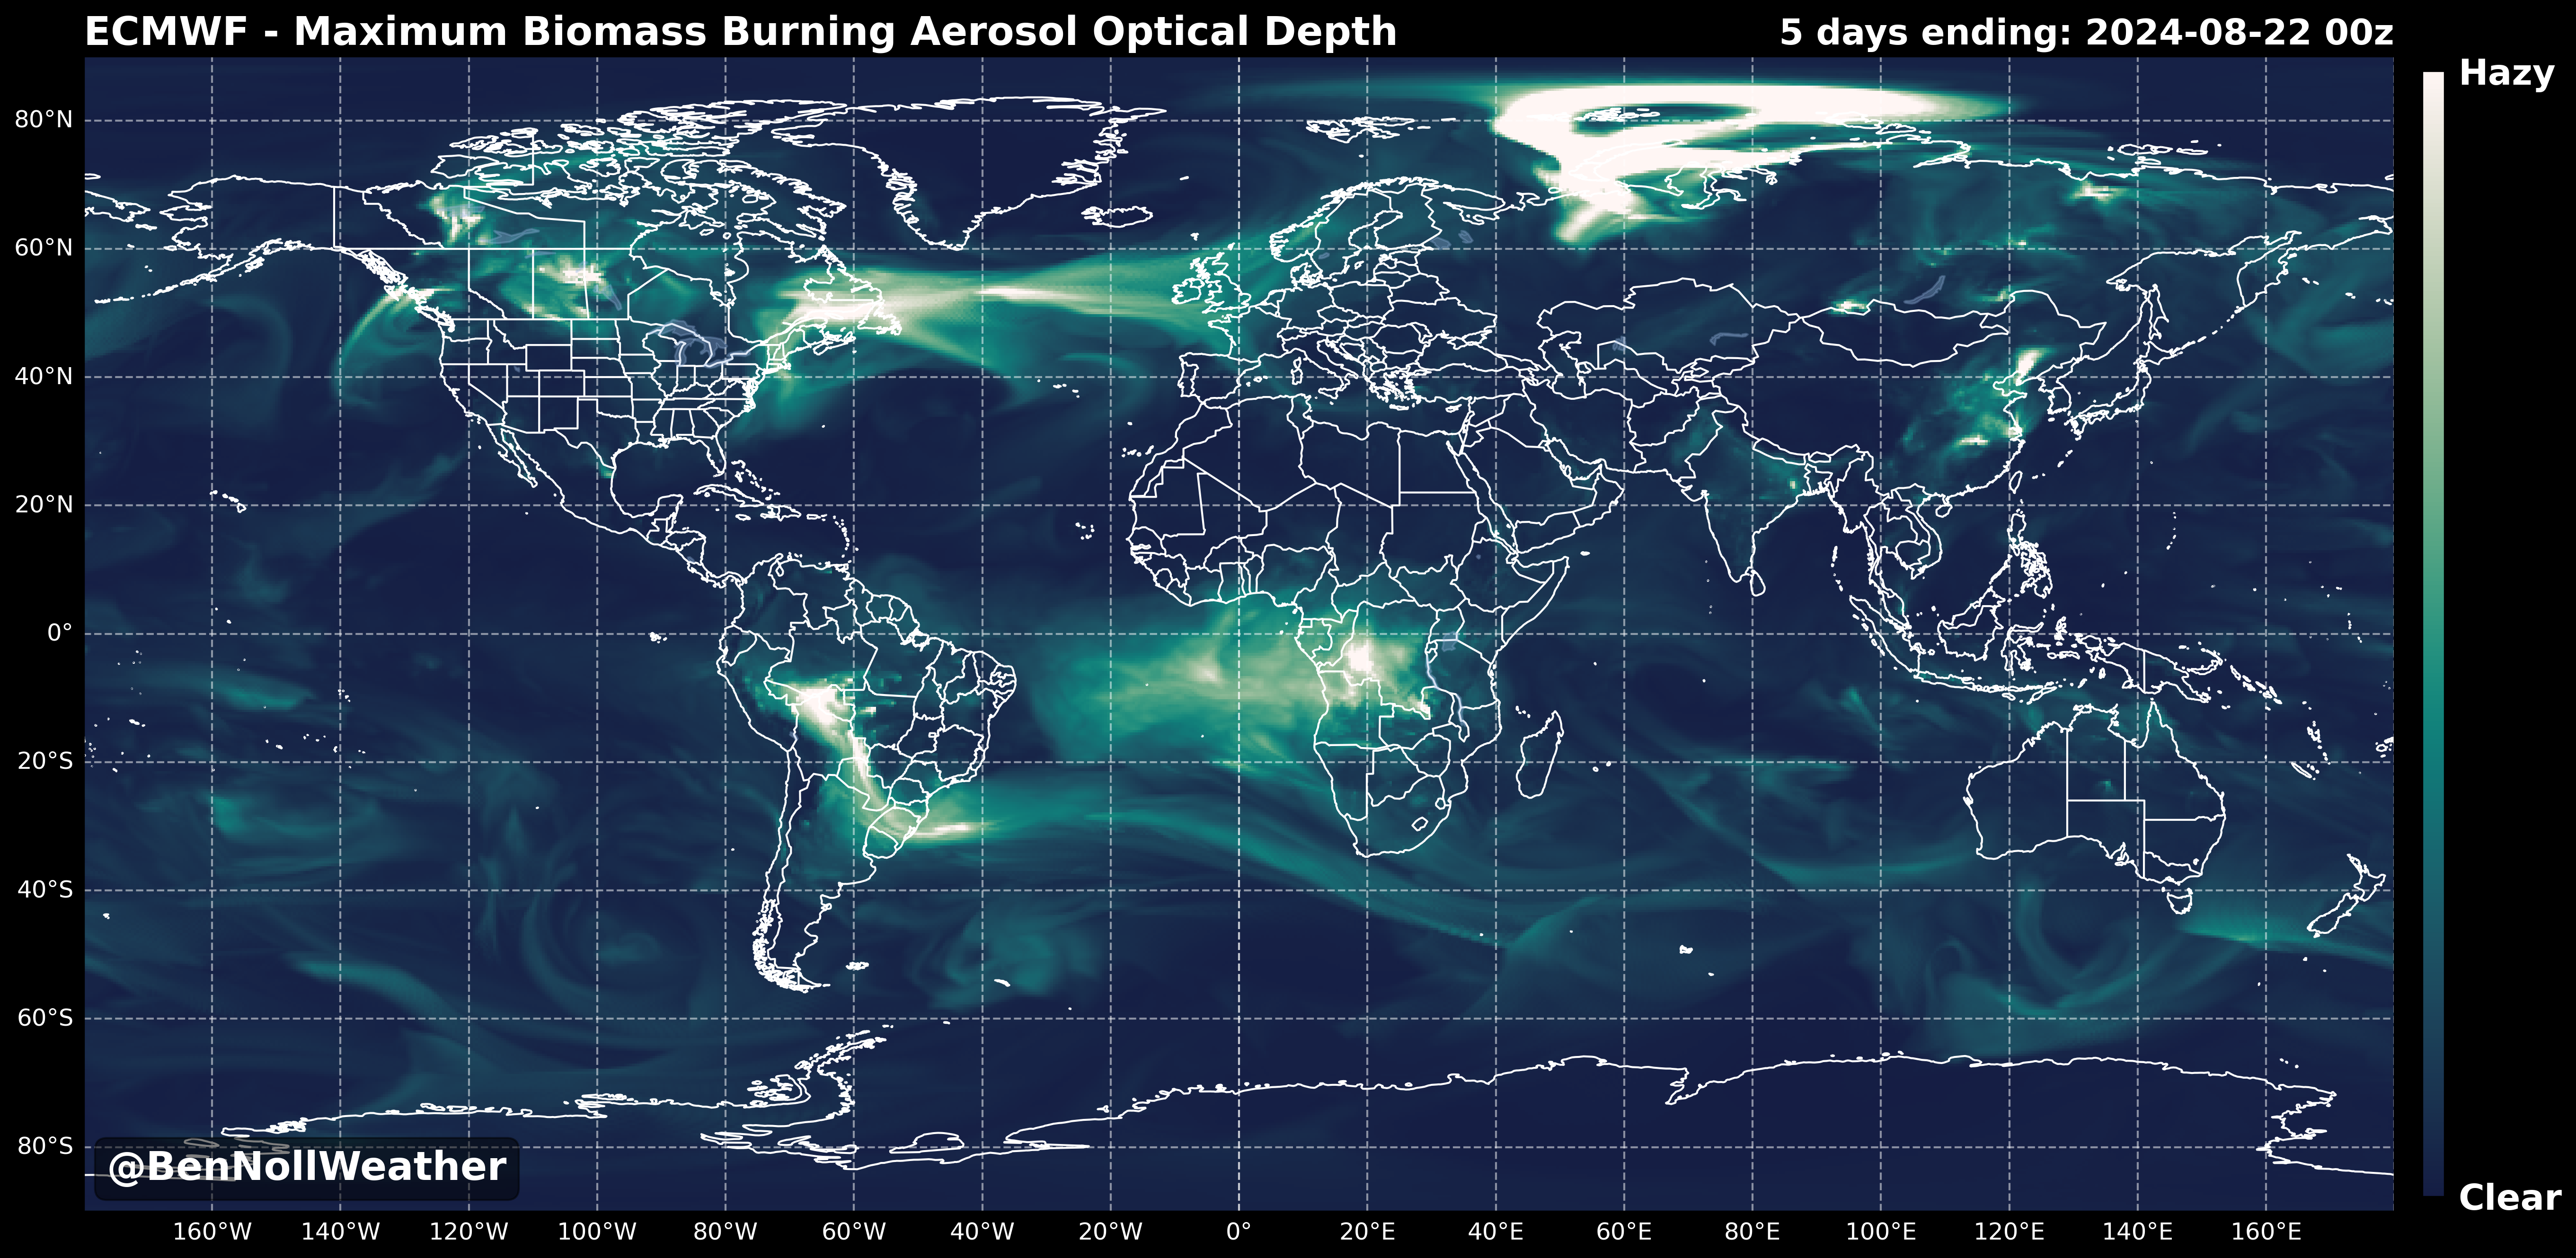 ECMWF - Maximum Biomass Burning Aerosol Optical Depth
5 days ending: 2024-08-22 00z
Hazy
80°N
60°N
40°N
20°N
0°
20°S
40°S
60°S
80°S
@BenNollWeather
Clear
160°W 140°W 120°W 100°W 80°W 60°W 40°W 20°W 0° 20°E 40°E 60°E 80°E 100°E 120°E 140°E 160°E